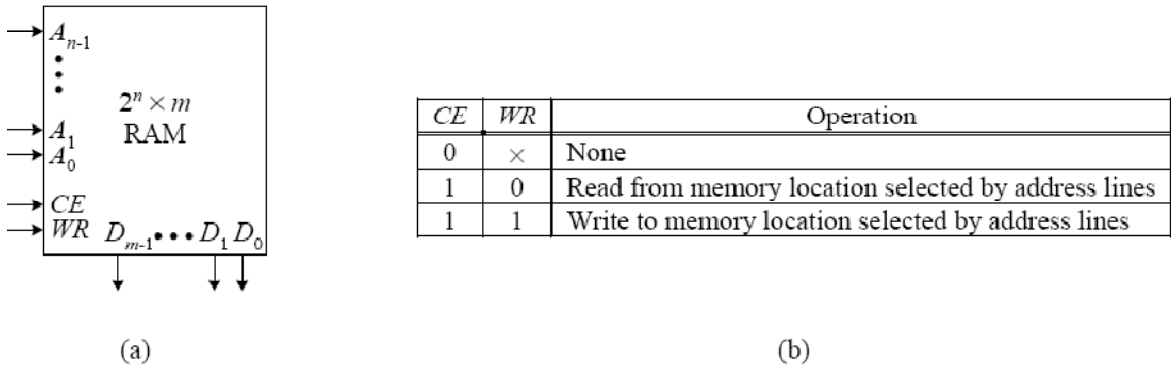 A_{n-1}
2^n × m
RAM
A_1
A_0
CE
WR D_{m-1} ••• D_1 D_0
(a)
CE WR Operation
0 × None
1 0 Read from memory location selected by address lines
1 1 Write to memory location selected by address lines
(b)